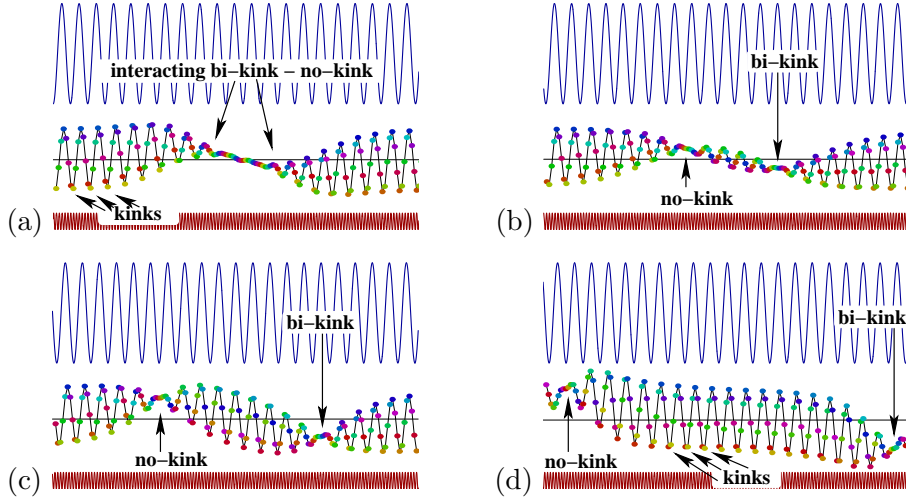 interacting bi−kink − no−kink
kinks
(a)
bi−kink
no−kink
(b)
bi−kink
no−kink
(c)
bi−kink
no−kink
kinks
(d)